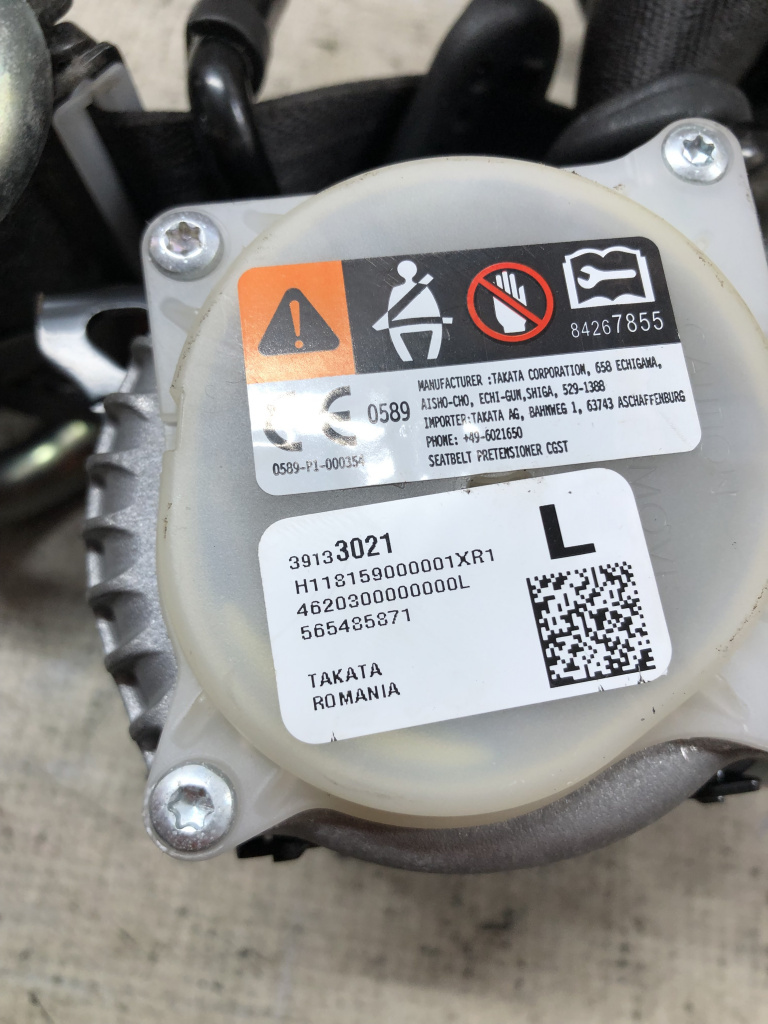 84267855
CE 0589
0589-P1-000354
MANUFACTURER :TAKATA CORPORATION, 658 ECHIGAWA,
AISHO-CHO, ECHI-GUN,SHIGA, 529-1388
IMPORTER:TAKATA AG, BAHNWEG 1, 63743 ASCHAFFENBURG
PHONE: +49-6021650
SEATBELT PRETENSIONER CGST
L
39133021
H118159000001XR1
4620300000000L
565485871
TAKATA
ROMANIA